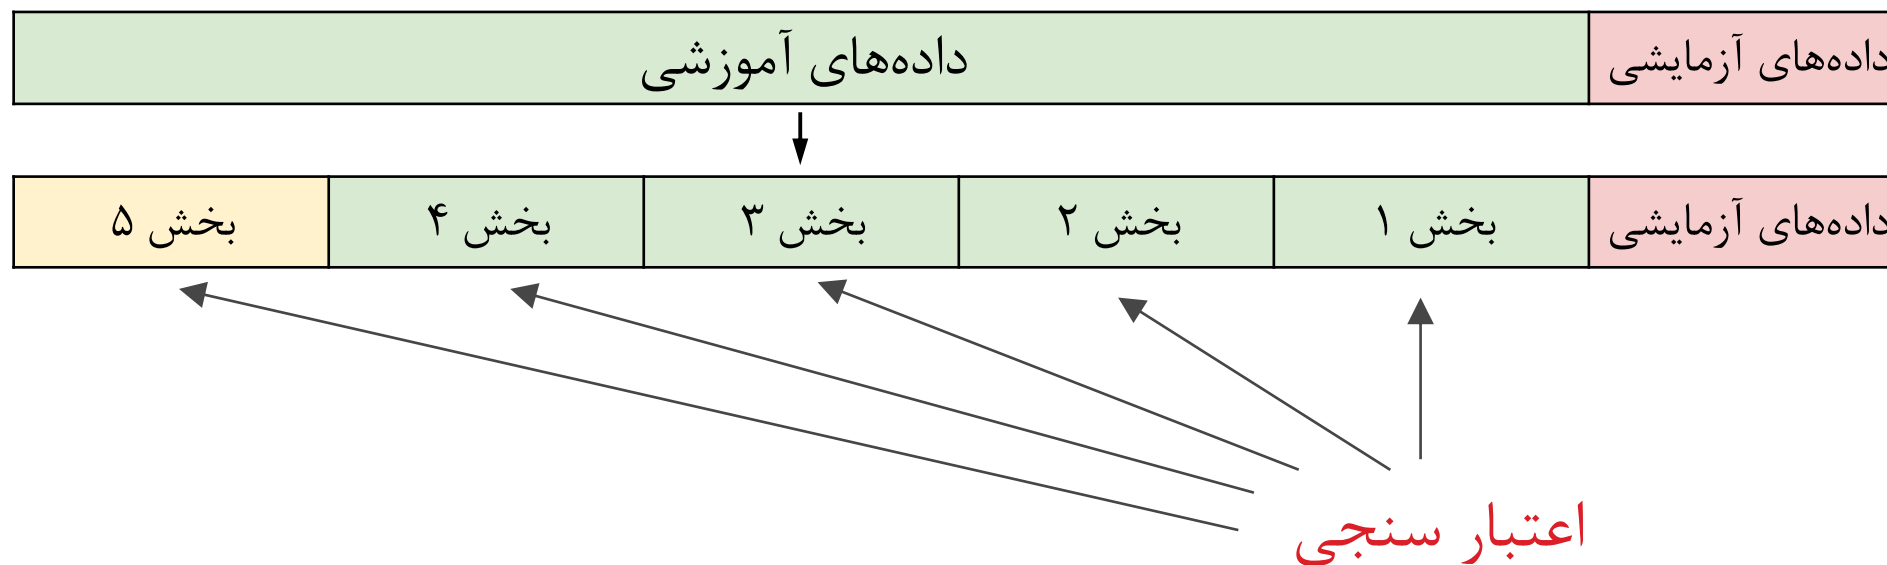 داده‌های آزمایشی
داده‌های آموزشی
داده‌های آزمایشی
بخش ۱
بخش ۲
بخش ۳
بخش ۴
بخش ۵
اعتبار سنجی